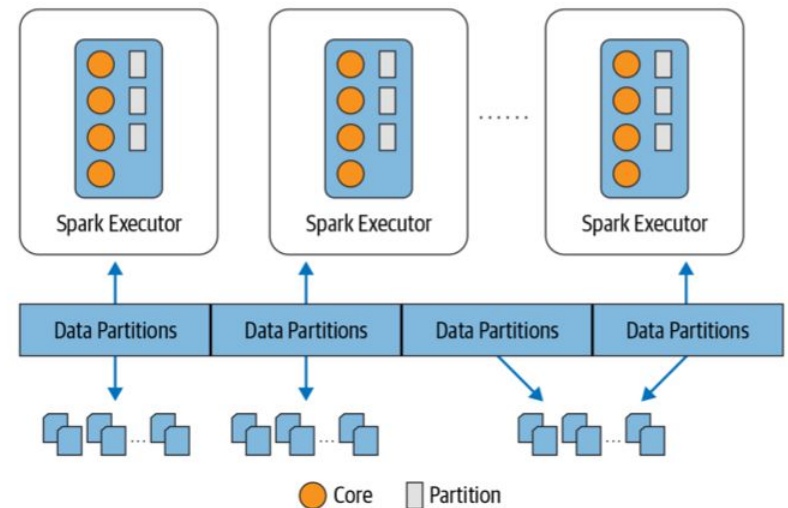 Spark Executor
Spark Executor
......
Spark Executor
Data Partitions
Data Partitions
Data Partitions
Data Partitions
...
...
...
Core
Partition